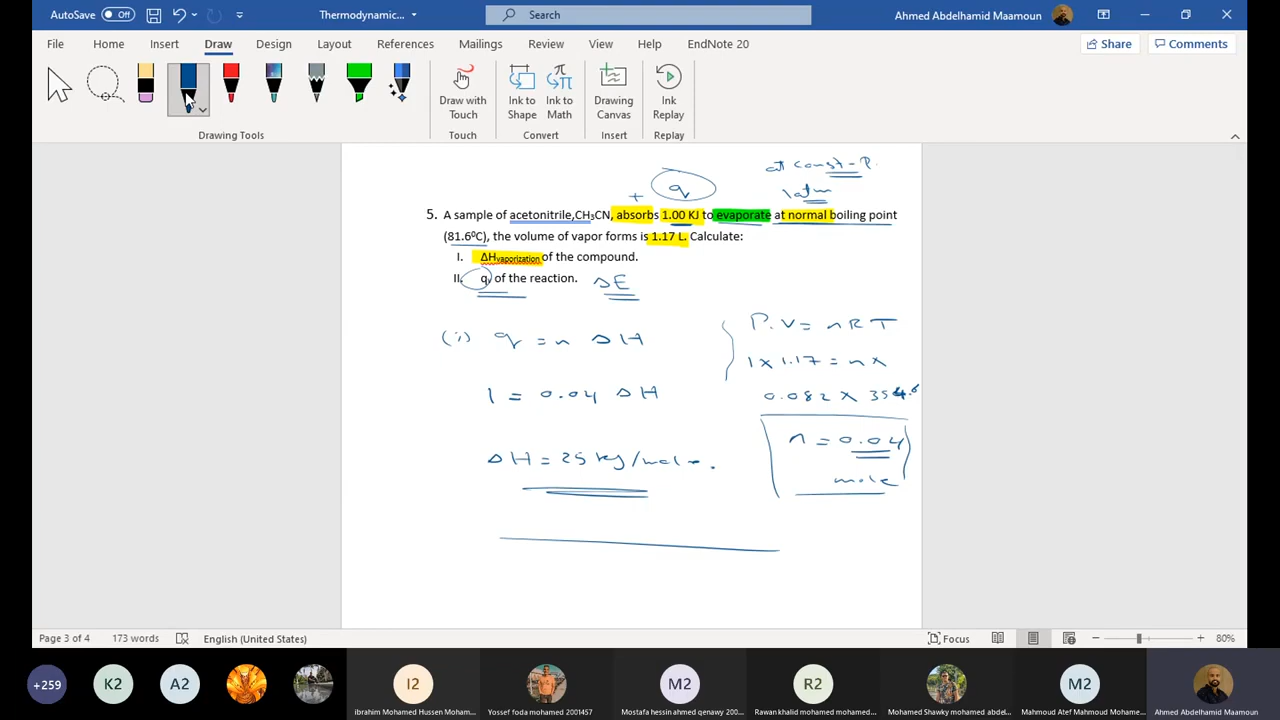 AutoSave Off Thermodynamic... Search Ahmed Abdelhamid Maamoun
File Home Insert Draw Design Layout References Mailings Review View Help EndNote 20 Share Comments
Draw with Touch Ink to Shape Ink to Math Drawing Canvas Ink Replay
Drawing Tools Touch Convert Insert Replay
at const-P.
+ q 1 atm
5. A sample of acetonitrile,CH3CN, absorbs 1.00 KJ to evaporate at normal boiling point
(81.6⁰C), the volume of vapor forms is 1.17 L. Calculate:
I. ΔHvaporization of the compound.
II. qv of the reaction. ΔE
(i) q = n ΔH
P.V = nRT
1 × 1.17 = n ×
1 = 0.04 ΔH
0.082 × 354.6
n = 0.04
mole
ΔH = 25 kJ/mole.
Page 3 of 4 173 words English (United States) Focus 80%
+259 K2 A2 I2 M2 R2 M2
ibrahim Mohamed Hussen Moham... Yossef foda mohamed 2001457 Mostafa hessin ahmed qenawy 200... Rawan khalid mohamed mohamed... Mohamed Shawky mohamed abdel... Mahmoud Atef Mahmoud Mohame... Ahmed Abdelhamid Maamoun